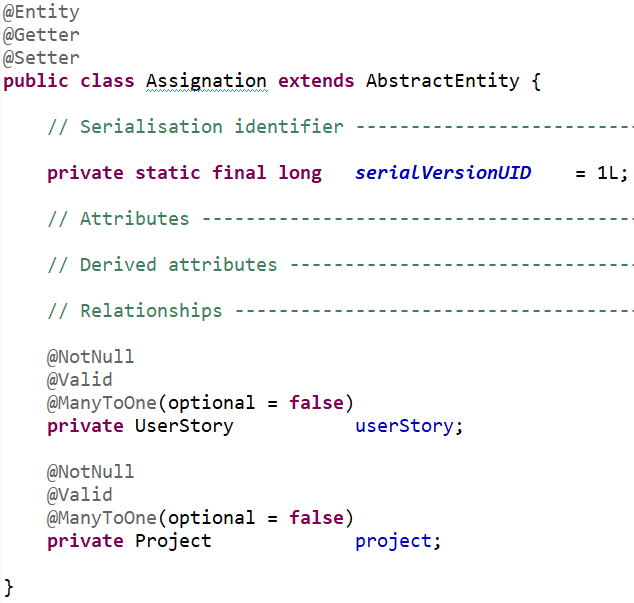 @Entity
@Getter
@Setter
public class Assignation extends AbstractEntity {
// Serialisation identifier --------------------------
private static final long serialVersionUID = 1L;
// Attributes ----------------------------------------
// Derived attributes --------------------------------
// Relationships -------------------------------------
@NotNull
@Valid
@ManyToOne(optional = false)
private UserStory userStory;
@NotNull
@Valid
@ManyToOne(optional = false)
private Project project;
}